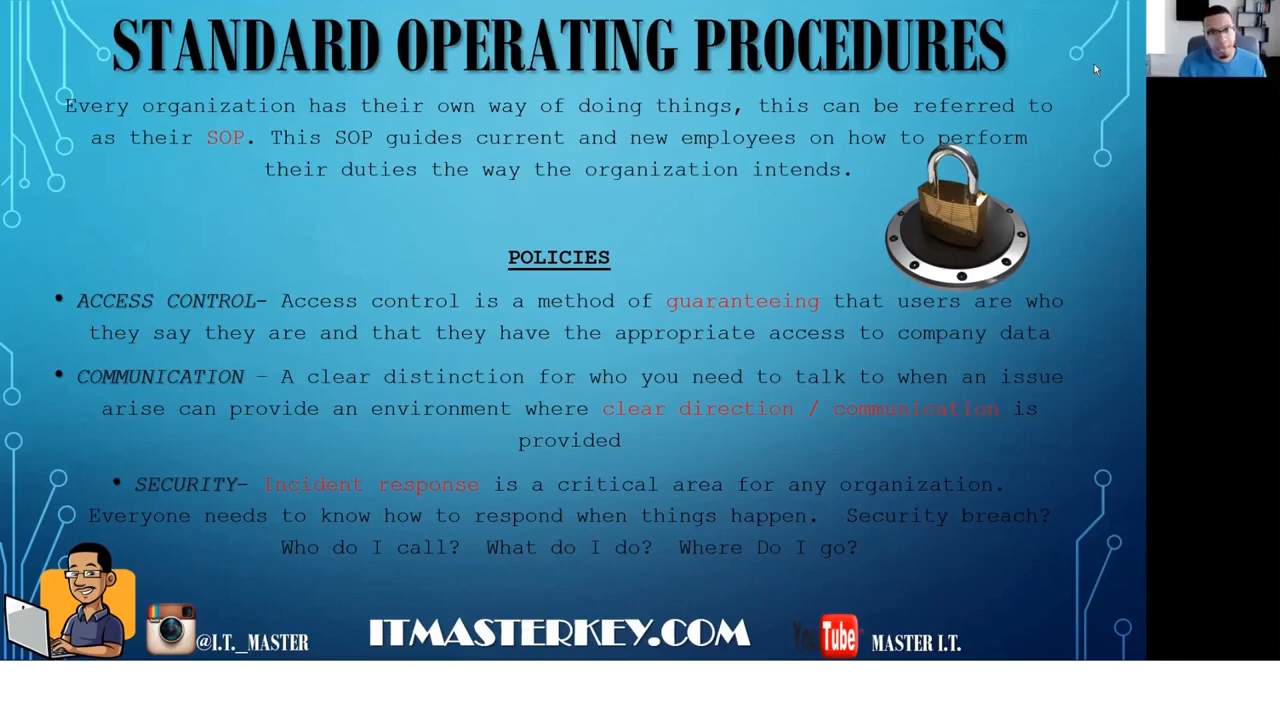 STANDARD OPERATING PROCEDURES
Every organization has their own way of doing things, this can be referred to
as their SOP. This SOP guides current and new employees on how to perform
their duties the way the organization intends.
POLICIES
• ACCESS CONTROL- Access control is a method of guaranteeing that users are who
they say they are and that they have the appropriate access to company data
• COMMUNICATION – A clear distinction for who you need to talk to when an issue
arise can provide an environment where clear direction / communication is
provided
• SECURITY- Incident response is a critical area for any organization.
Everyone needs to know how to respond when things happen. Security breach?
Who do I call? What do I do? Where Do I go?
@I.T._MASTER
ITMASTERKEY.COM
YouTube MASTER I.T.